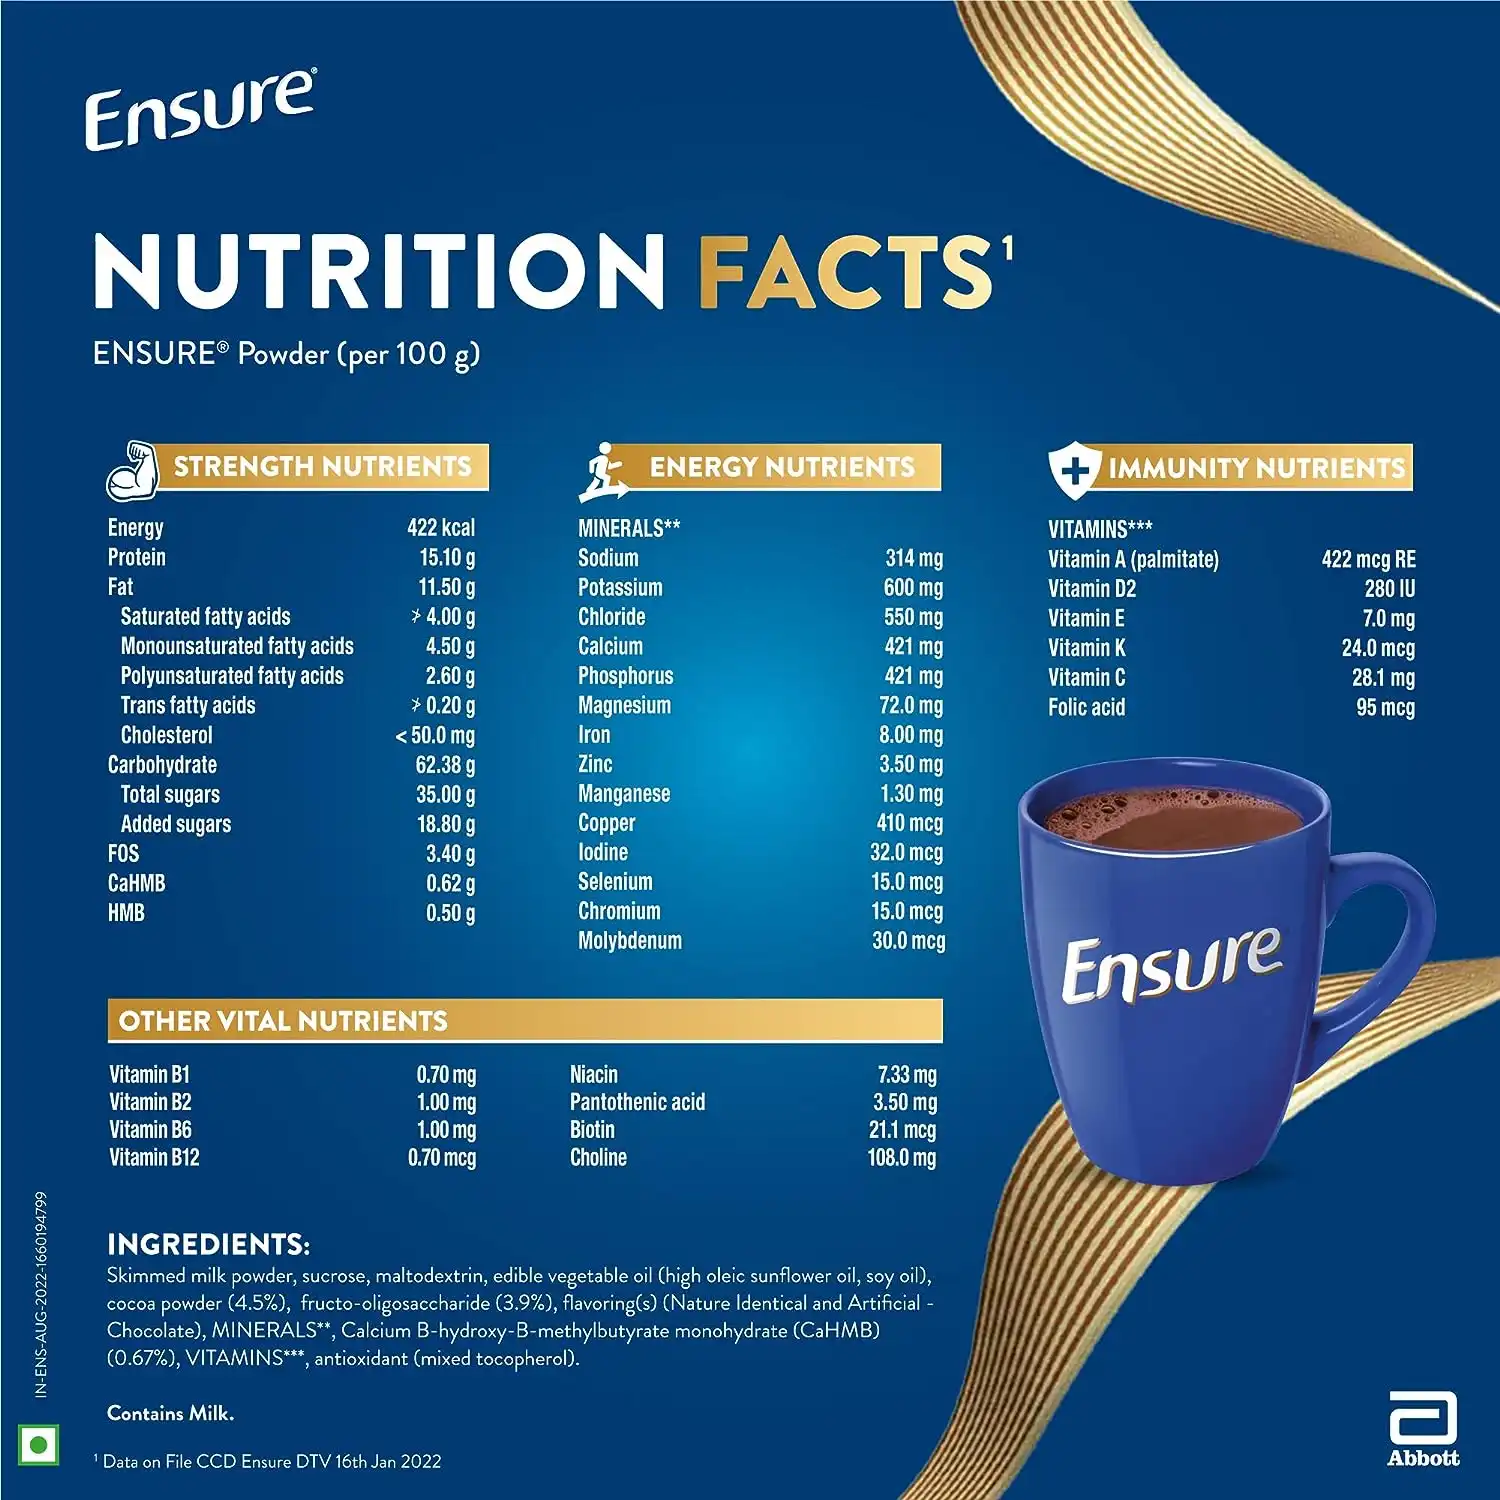 Ensure®
NUTRITION FACTS¹
ENSURE® Powder (per 100 g)
STRENGTH NUTRIENTS
Energy 422 kcal
Protein 15.10 g
Fat 11.50 g
Saturated fatty acids ≯ 4.00 g
Monounsaturated fatty acids 4.50 g
Polyunsaturated fatty acids 2.60 g
Trans fatty acids ≯ 0.20 g
Cholesterol < 50.0 mg
Carbohydrate 62.38 g
Total sugars 35.00 g
Added sugars 18.80 g
FOS 3.40 g
CaHMB 0.62 g
HMB 0.50 g
ENERGY NUTRIENTS
MINERALS**
Sodium 314 mg
Potassium 600 mg
Chloride 550 mg
Calcium 421 mg
Phosphorus 421 mg
Magnesium 72.0 mg
Iron 8.00 mg
Zinc 3.50 mg
Manganese 1.30 mg
Copper 410 mcg
Iodine 32.0 mcg
Selenium 15.0 mcg
Chromium 15.0 mcg
Molybdenum 30.0 mcg
IMMUNITY NUTRIENTS
VITAMINS***
Vitamin A (palmitate) 422 mcg RE
Vitamin D2 280 IU
Vitamin E 7.0 mg
Vitamin K 24.0 mcg
Vitamin C 28.1 mg
Folic acid 95 mcg
Ensure
OTHER VITAL NUTRIENTS
Vitamin B1 0.70 mg
Vitamin B2 1.00 mg
Vitamin B6 1.00 mg
Vitamin B12 0.70 mcg
Niacin 7.33 mg
Pantothenic acid 3.50 mg
Biotin 21.1 mcg
Choline 108.0 mg
INGREDIENTS:
Skimmed milk powder, sucrose, maltodextrin, edible vegetable oil (high oleic sunflower oil, soy oil),
cocoa powder (4.5%), fructo-oligosaccharide (3.9%), flavoring(s) (Nature Identical and Artificial -
Chocolate), MINERALS**, Calcium B-hydroxy-B-methylbutyrate monohydrate (CaHMB)
(0.67%), VITAMINS***, antioxidant (mixed tocopherol).
Contains Milk.
¹ Data on File CCD Ensure DTV 16th Jan 2022
IN-ENS-AUG-2022-1660194799
Abbott